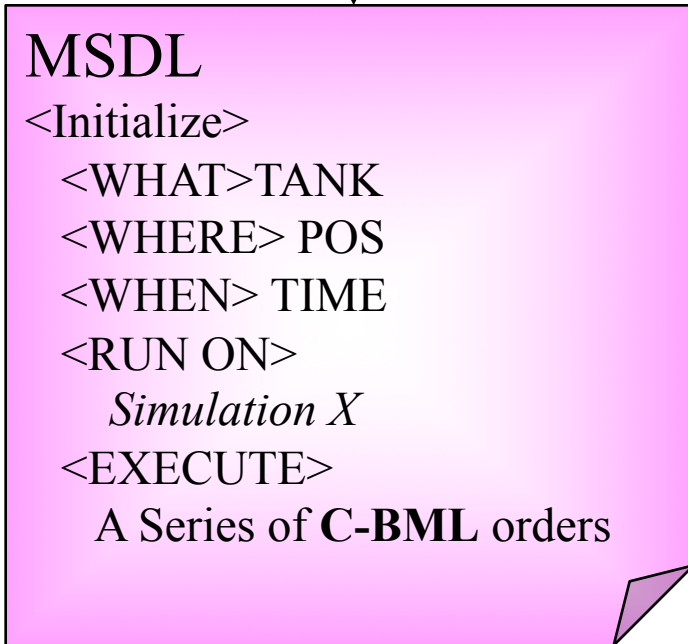 MSDL
<Initialize>
<WHAT>TANK
<WHERE> POS
<WHEN> TIME
<RUN ON>
Simulation X
<EXECUTE>
A Series of C-BML orders